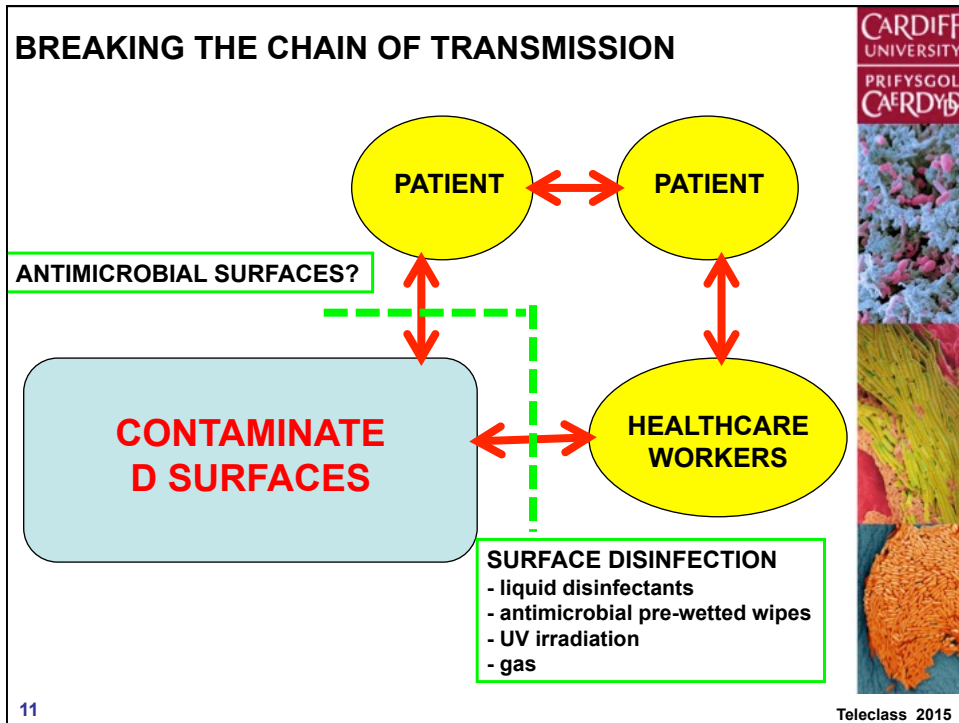 BREAKING THE CHAIN OF TRANSMISSION
CARDIFF
UNIVERSITY
PRIFYSGOL
CAERDYDD
PATIENT
PATIENT
ANTIMICROBIAL SURFACES?
CONTAMINATE
D SURFACES
HEALTHCARE
WORKERS
SURFACE DISINFECTION
- liquid disinfectants
- antimicrobial pre-wetted wipes
- UV irradiation
- gas
11
Teleclass 2015